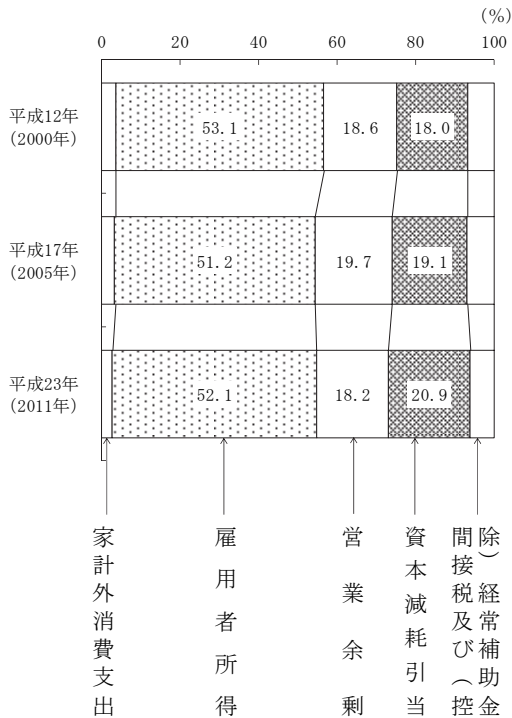 (％)
0 20 40 60 80 100
平成12年
(2000年)
53.1 18.6 18.0
平成17年
(2005年)
51.2 19.7 19.1
平成23年
(2011年)
52.1 18.2 20.9
家計外消費支出
雇用者所得
営業余剰
資本減耗引当
間接税及び（控
除）経常補助金